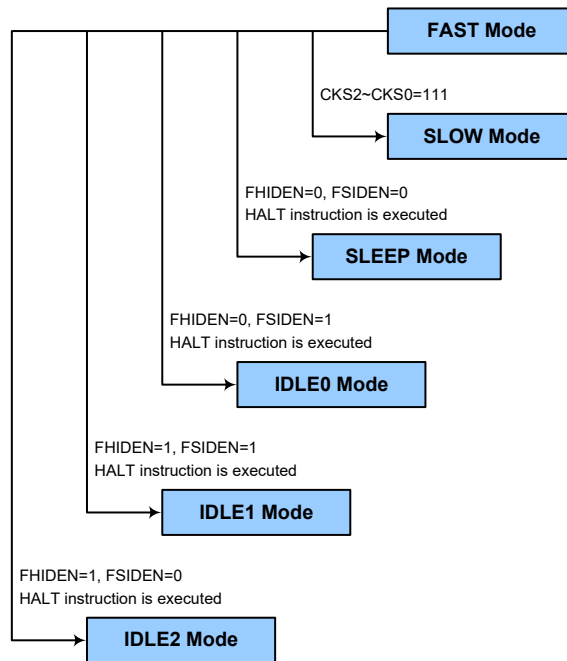 FAST Mode
CKS2~CKS0=111
SLOW Mode
FHIDEN=0, FSIDEN=0
HALT instruction is executed
SLEEP Mode
FHIDEN=0, FSIDEN=1
HALT instruction is executed
IDLE0 Mode
FHIDEN=1, FSIDEN=1
HALT instruction is executed
IDLE1 Mode
FHIDEN=1, FSIDEN=0
HALT instruction is executed
IDLE2 Mode